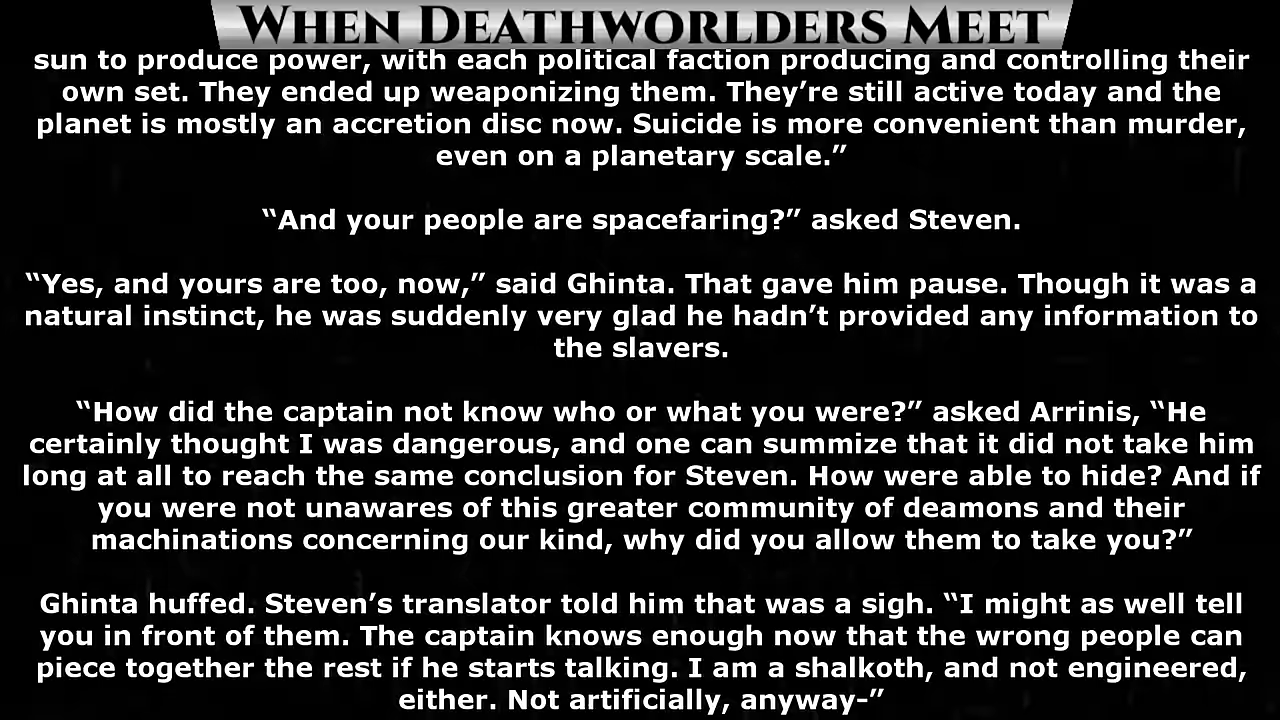 WHEN DEATHWORLDERS MEET
sun to produce power, with each political faction producing and controlling their
own set. They ended up weaponizing them. They’re still active today and the
planet is mostly an accretion disc now. Suicide is more convenient than murder,
even on a planetary scale.”
“And your people are spacefaring?” asked Steven.
“Yes, and yours are too, now,” said Ghinta. That gave him pause. Though it was a
natural instinct, he was suddenly very glad he hadn’t provided any information to
the slavers.
“How did the captain not know who or what you were?” asked Arrinis, “He
certainly thought I was dangerous, and one can summize that it did not take him
long at all to reach the same conclusion for Steven. How were able to hide? And if
you were not unawares of this greater community of deamons and their
machinations concerning our kind, why did you allow them to take you?”
Ghinta huffed. Steven’s translator told him that was a sigh. “I might as well tell
you in front of them. The captain knows enough now that the wrong people can
piece together the rest if he starts talking. I am a shalkoth, and not engineered,
either. Not artificially, anyway-”